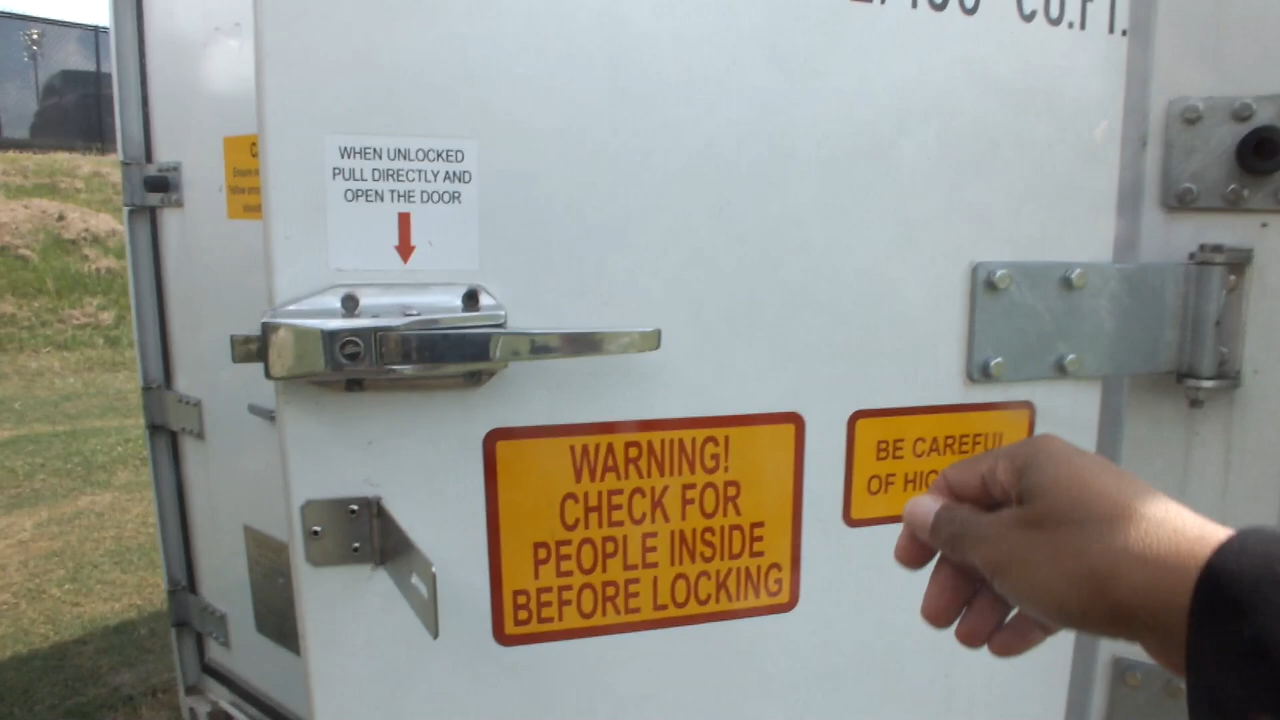 CU.FT.
WHEN UNLOCKED
PULL DIRECTLY AND
OPEN THE DOOR
WARNING!
CHECK FOR
PEOPLE INSIDE
BEFORE LOCKING
BE CAREFUL
OF